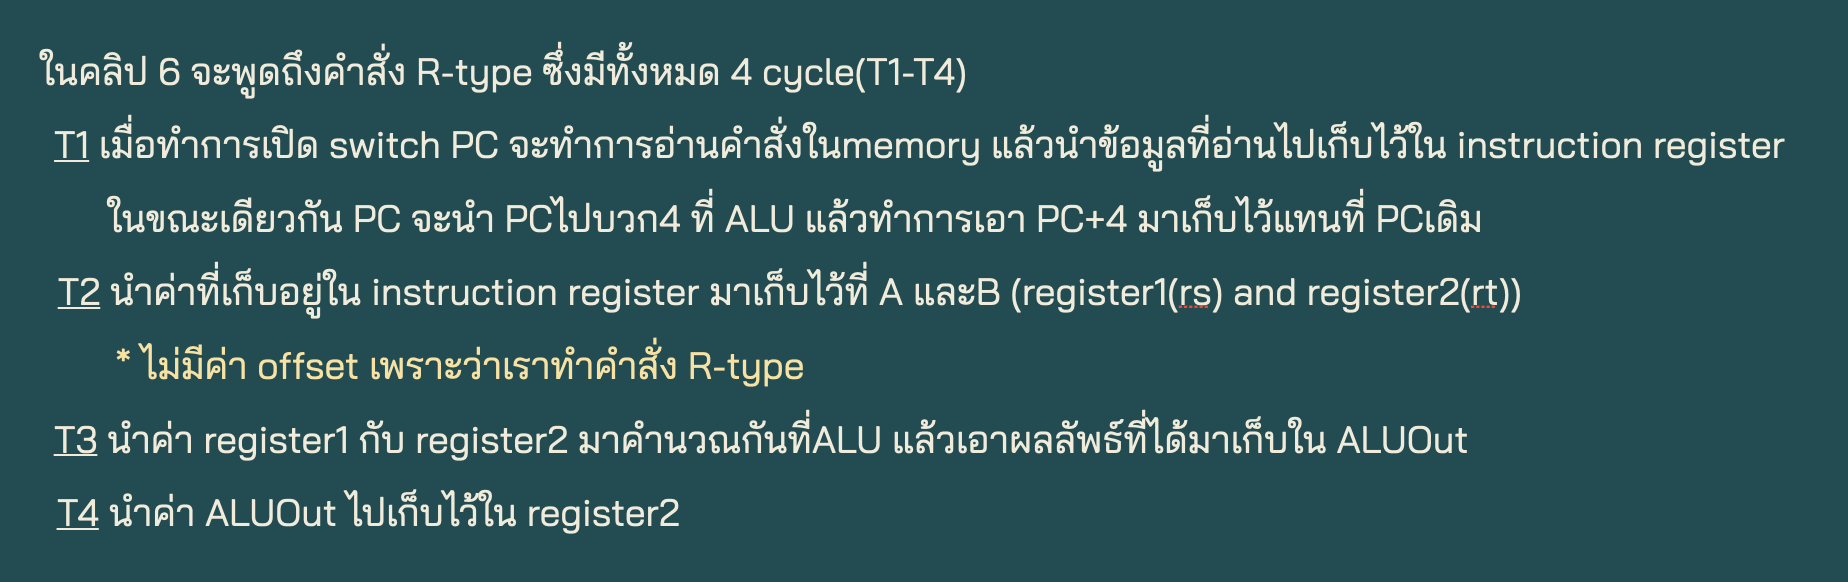 ในคลิป 6 จะพูดถึงคำสั่ง R-type ซึ่งมีทั้งหมด 4 cycle(T1-T4)
T1 เมื่อทำการเปิด switch PC จะทำการอ่านคำสั่งในmemory แล้วนำข้อมูลที่อ่านไปเก็บไว้ใน instruction register
ในขณะเดียวกัน PC จะนำ PCไปบวก4 ที่ ALU แล้วทำการเอา PC+4 มาเก็บไว้แทนที่ PCเดิม
T2 นำค่าที่เก็บอยู่ใน instruction register มาเก็บไว้ที่ A และB (register1(rs) and register2(rt))
* ไม่มีค่า offset เพราะว่าเราทำคำสั่ง R-type
T3 นำค่า register1 กับ register2 มาคำนวณกันที่ALU แล้วเอาผลลัพธ์ที่ได้มาเก็บใน ALUOut
T4 นำค่า ALUOut ไปเก็บไว้ใน register2